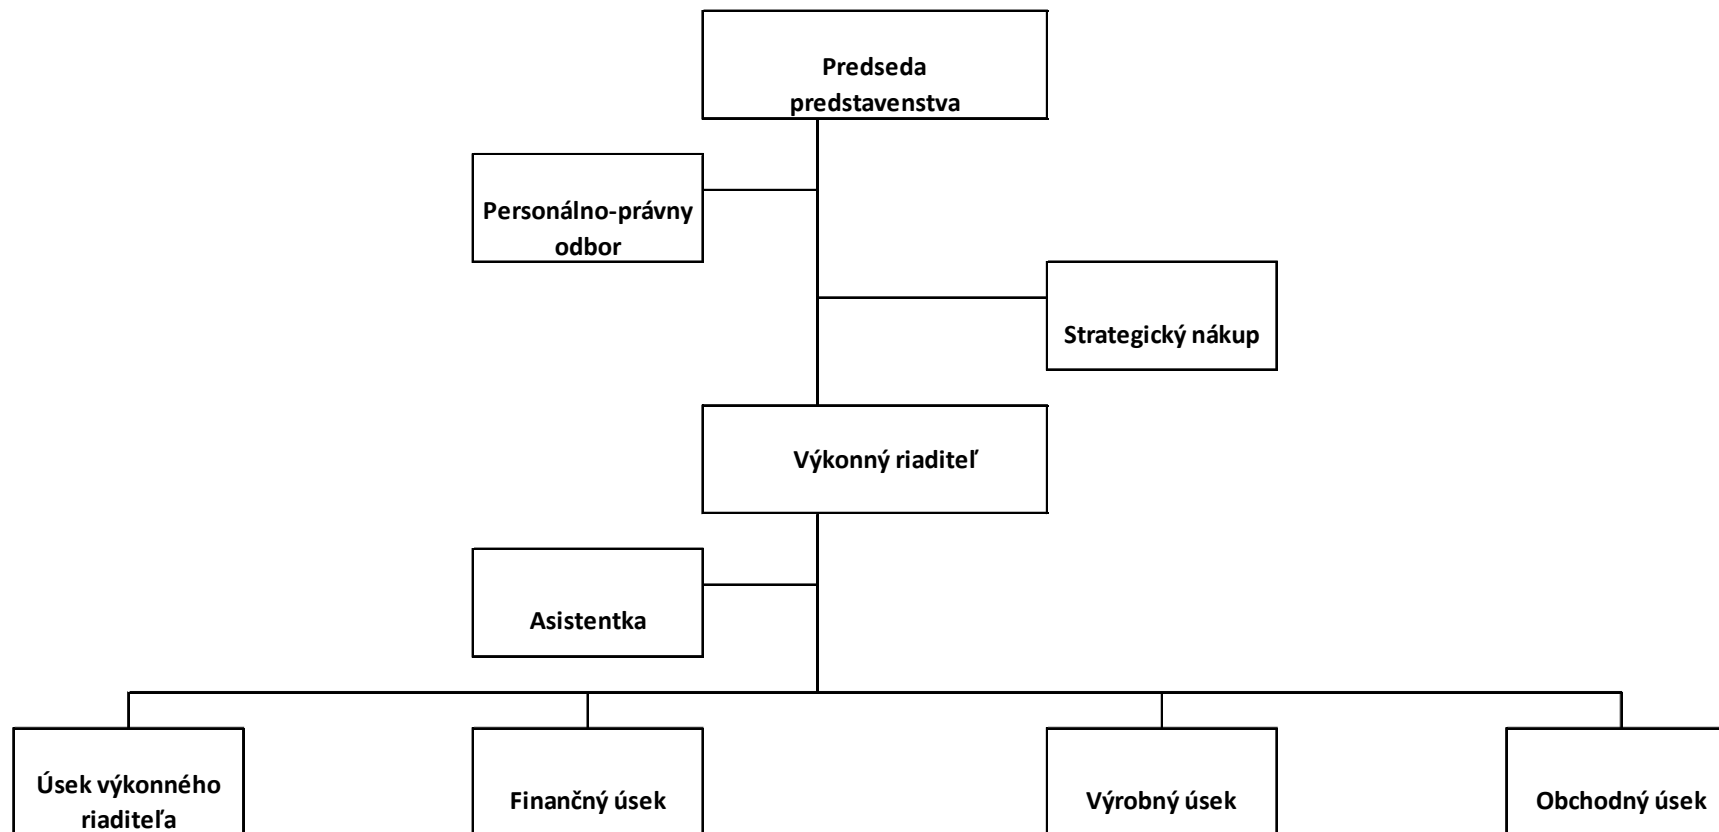 Predseda
predstavenstva
Personálno-právny
odbor
Strategický nákup
Výkonný riaditeľ
Asistentka
Úsek výkonného
riaditeľa
Finančný úsek
Výrobný úsek
Obchodný úsek